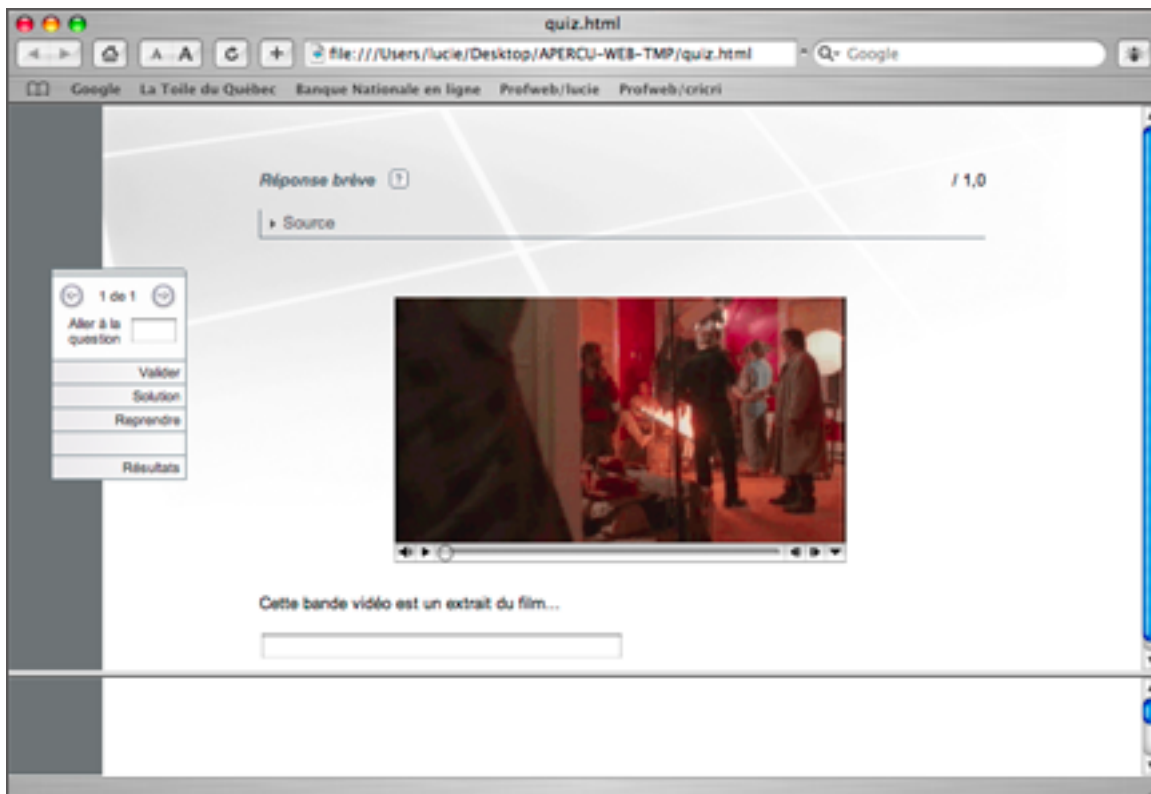 quiz.html
A A file:///Users/lucie/Desktop/APERCU-WEB-TMP/quiz.html Google
Google La Toile du Québec Banque Nationale en ligne Profweb/lucie Profweb/cricri
Réponse brève ? / 1,0
Source
1 de 1
Aller à la
question
Valider
Solution
Reprendre
Résultats
Cette bande vidéo est un extrait du film...